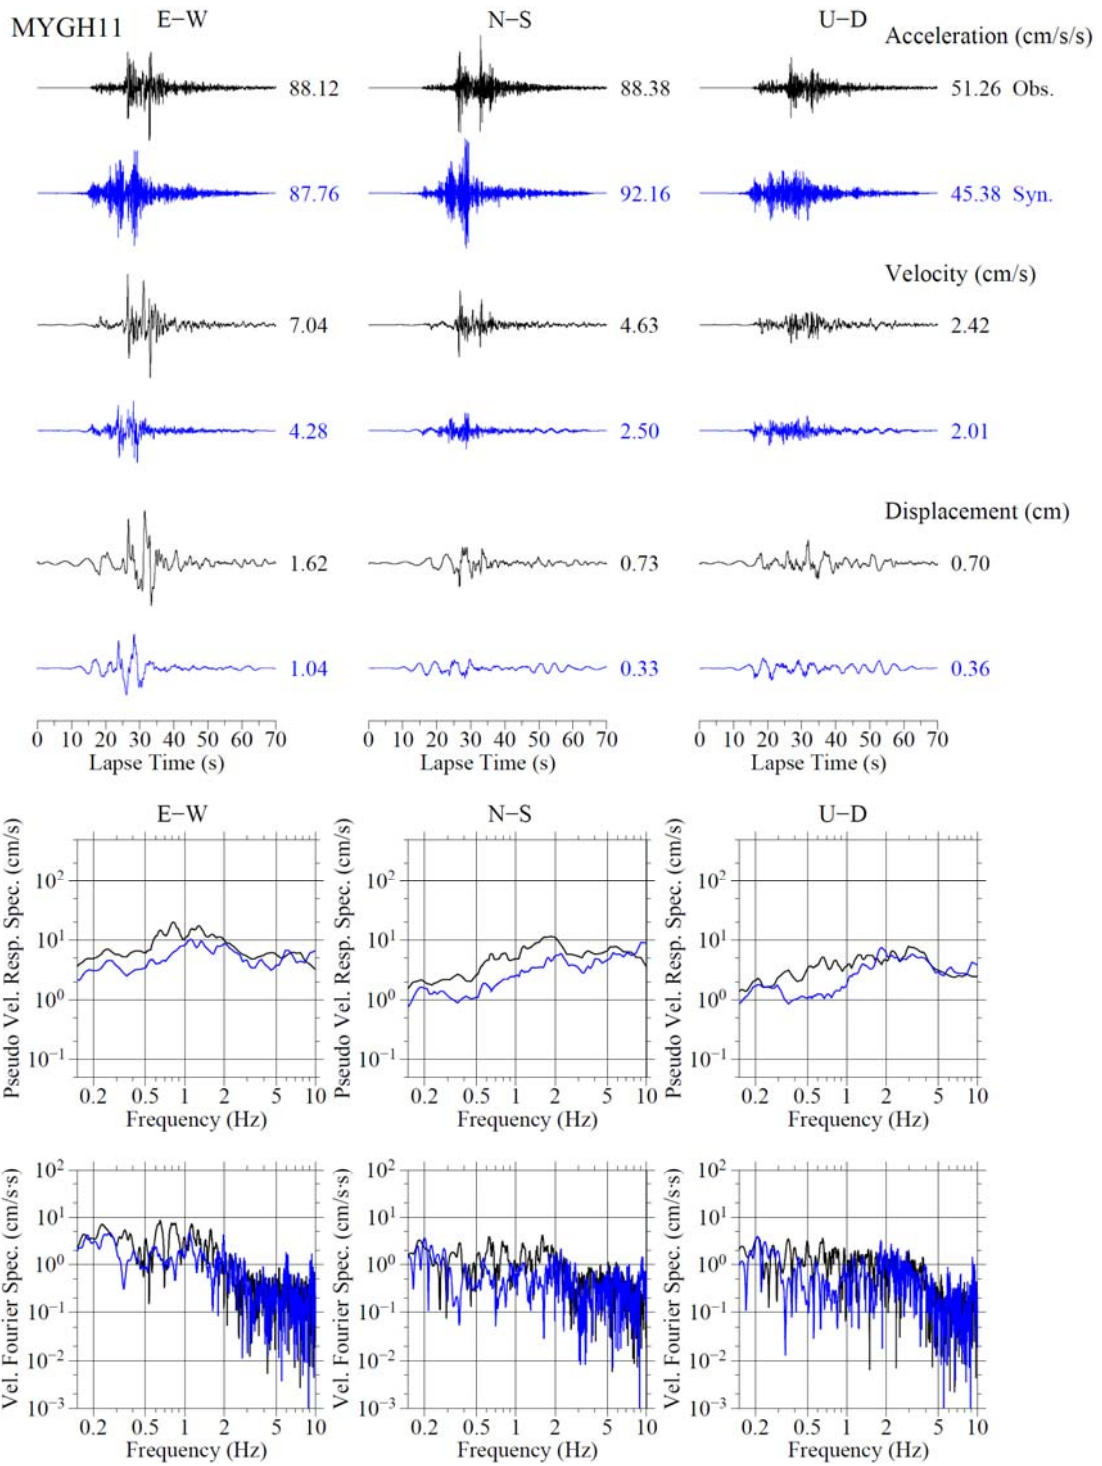 MYGH11
E−W N−S U−D
Acceleration (cm/s/s)
88.12 88.38 51.26 Obs.
87.76 92.16 45.38 Syn.
Velocity (cm/s)
7.04 4.63 2.42
4.28 2.50 2.01
Displacement (cm)
1.62 0.73 0.70
1.04 0.33 0.36
0 10 20 30 40 50 60 70 0 10 20 30 40 50 60 70 0 10 20 30 40 50 60 70
Lapse Time (s) Lapse Time (s) Lapse Time (s)
E−W N−S U−D
Pseudo Vel. Resp. Spec. (cm/s) Pseudo Vel. Resp. Spec. (cm/s) Pseudo Vel. Resp. Spec. (cm/s)
10² 10² 10²
10¹ 10¹ 10¹
10⁰ 10⁰ 10⁰
10⁻¹ 10⁻¹ 10⁻¹
0.2 0.5 1 2 5 10 0.2 0.5 1 2 5 10 0.2 0.5 1 2 5 10
Frequency (Hz) Frequency (Hz) Frequency (Hz)
Vel. Fourier Spec. (cm/s·s) Vel. Fourier Spec. (cm/s·s) Vel. Fourier Spec. (cm/s·s)
10² 10² 10²
10¹ 10¹ 10¹
10⁰ 10⁰ 10⁰
10⁻¹ 10⁻¹ 10⁻¹
10⁻² 10⁻² 10⁻²
10⁻³ 10⁻³ 10⁻³
0.2 0.5 1 2 5 10 0.2 0.5 1 2 5 10 0.2 0.5 1 2 5 10
Frequency (Hz) Frequency (Hz) Frequency (Hz)